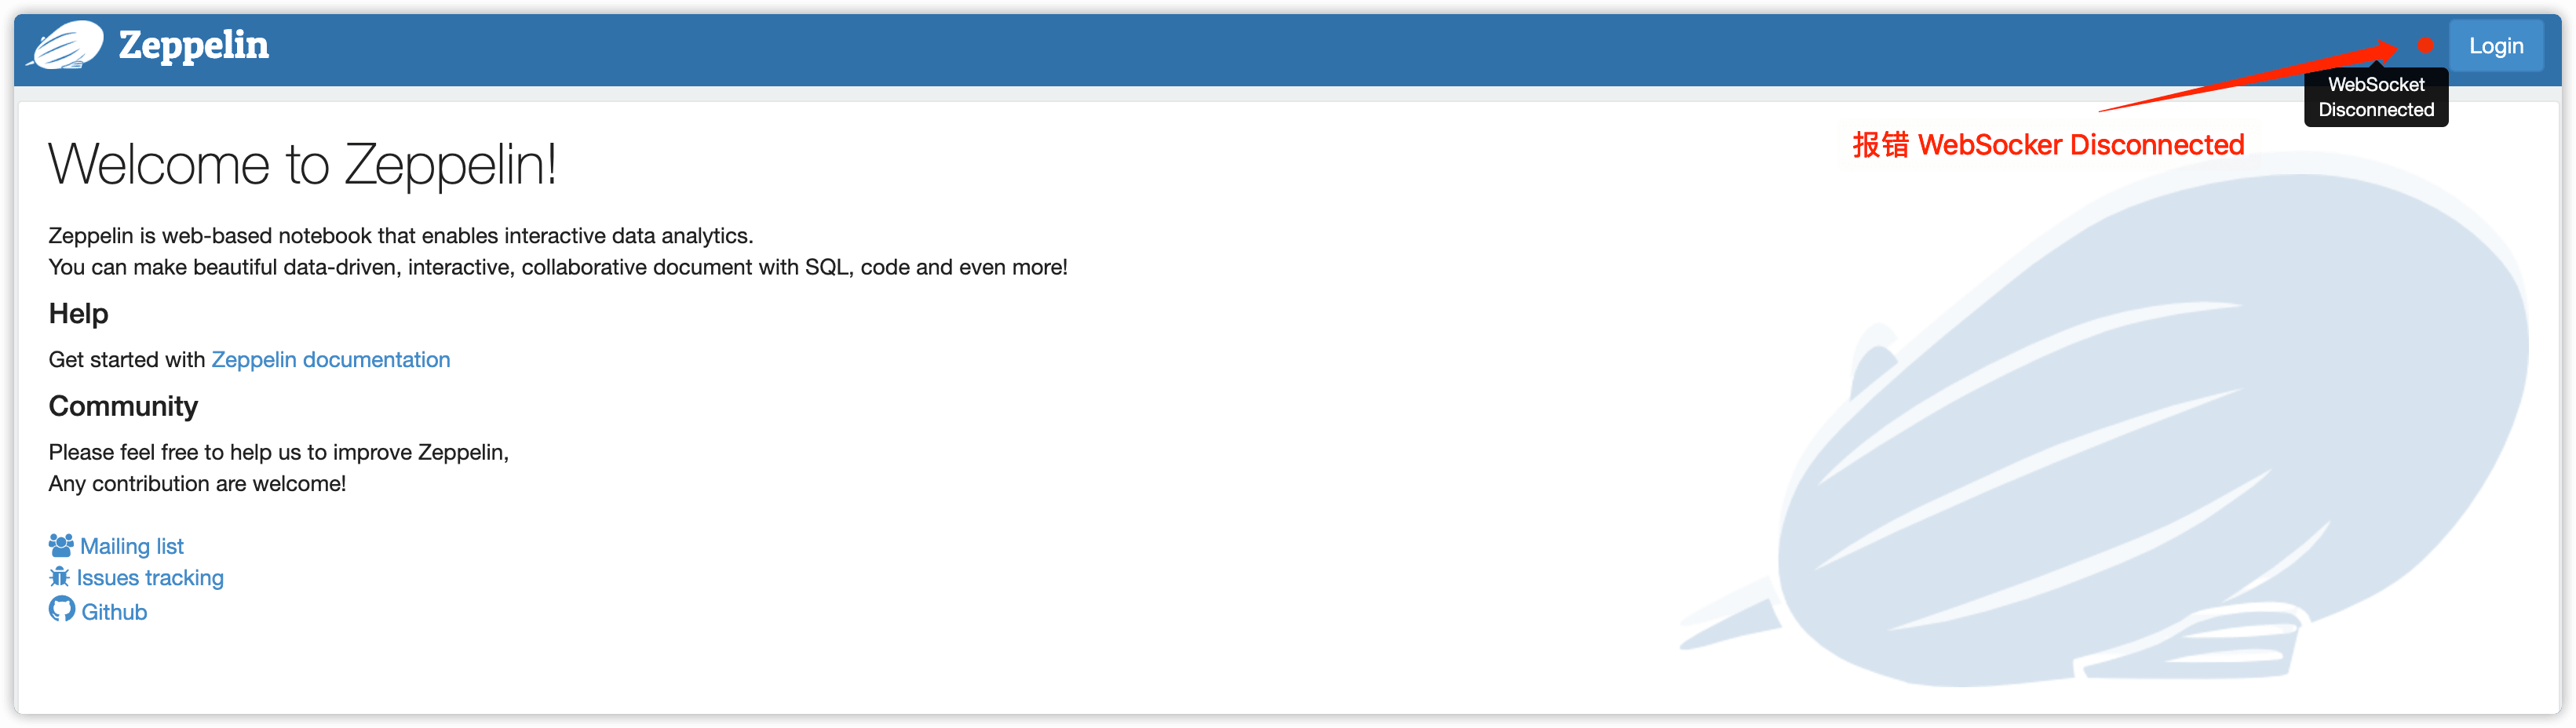 Zeppelin
Login
WebSocket
Disconnected
报错 WebSocker Disconnected
Welcome to Zeppelin!
Zeppelin is web-based notebook that enables interactive data analytics.
You can make beautiful data-driven, interactive, collaborative document with SQL, code and even more!
Help
Get started with Zeppelin documentation
Community
Please feel free to help us to improve Zeppelin,
Any contribution are welcome!
Mailing list
Issues tracking
Github